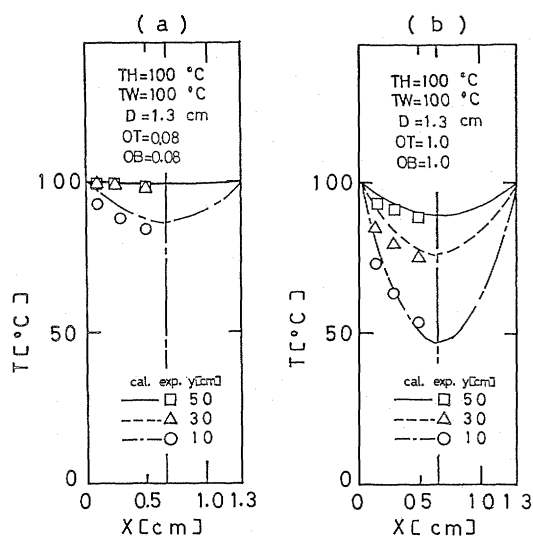 ( a )
TH=100 °C
TW=100 °C
D=1.3 cm
OT=0.08
OB=0.08
100
50
0
T[°C]
cal. exp. y[cm]
50
30
10
0 0.5 1.0 1.3
X[cm]
( b )
TH=100 °C
TW=100 °C
D=1.3 cm
OT=1.0
OB=1.0
100
50
0
T[°C]
cal. exp. y[cm]
50
30
10
0 0.5 1.0 1.3
X[cm]